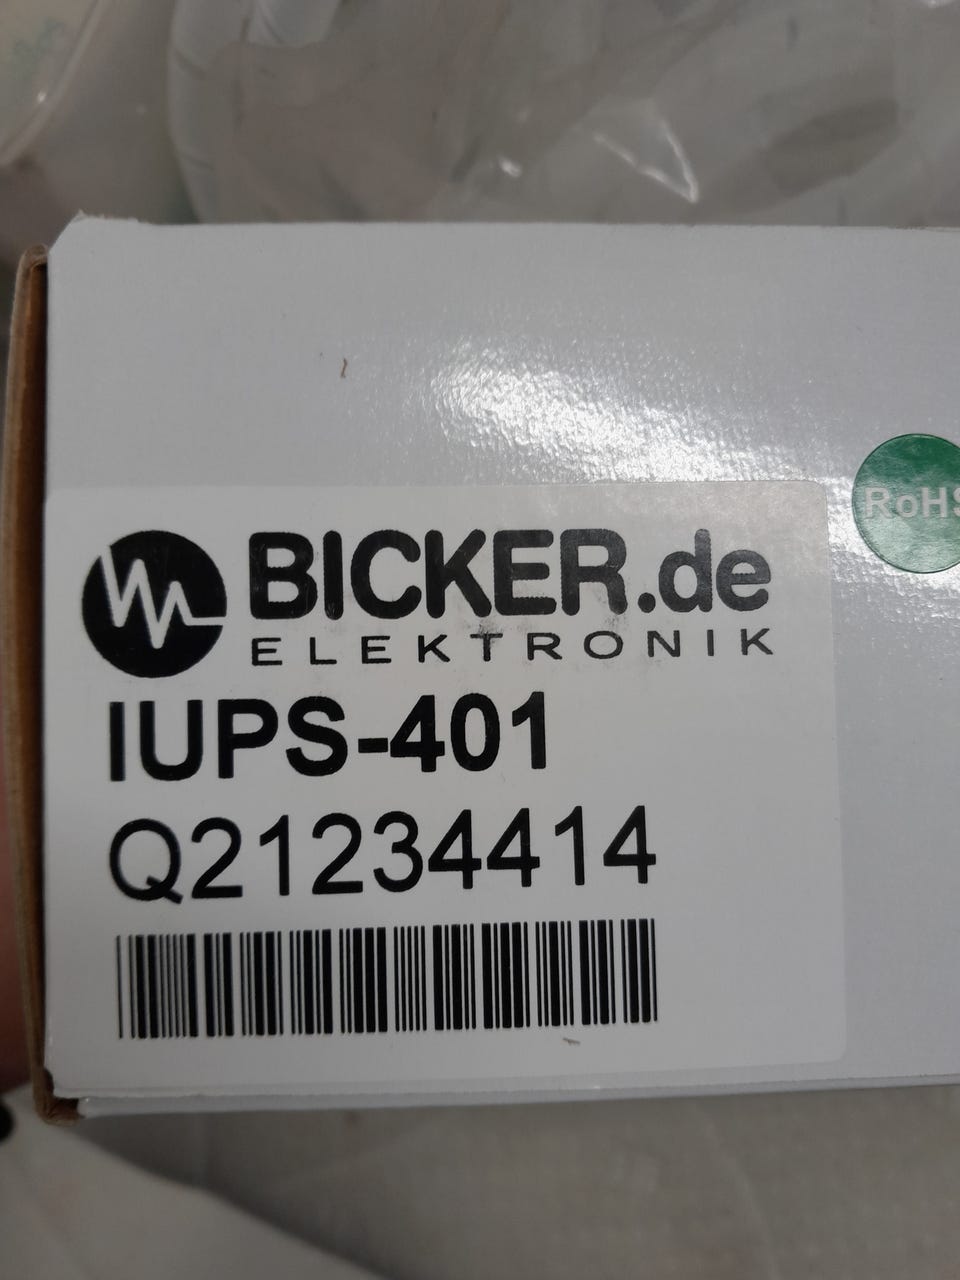 RoHS
BICKER.de
ELEKTRONIK
IUPS-401
Q21234414